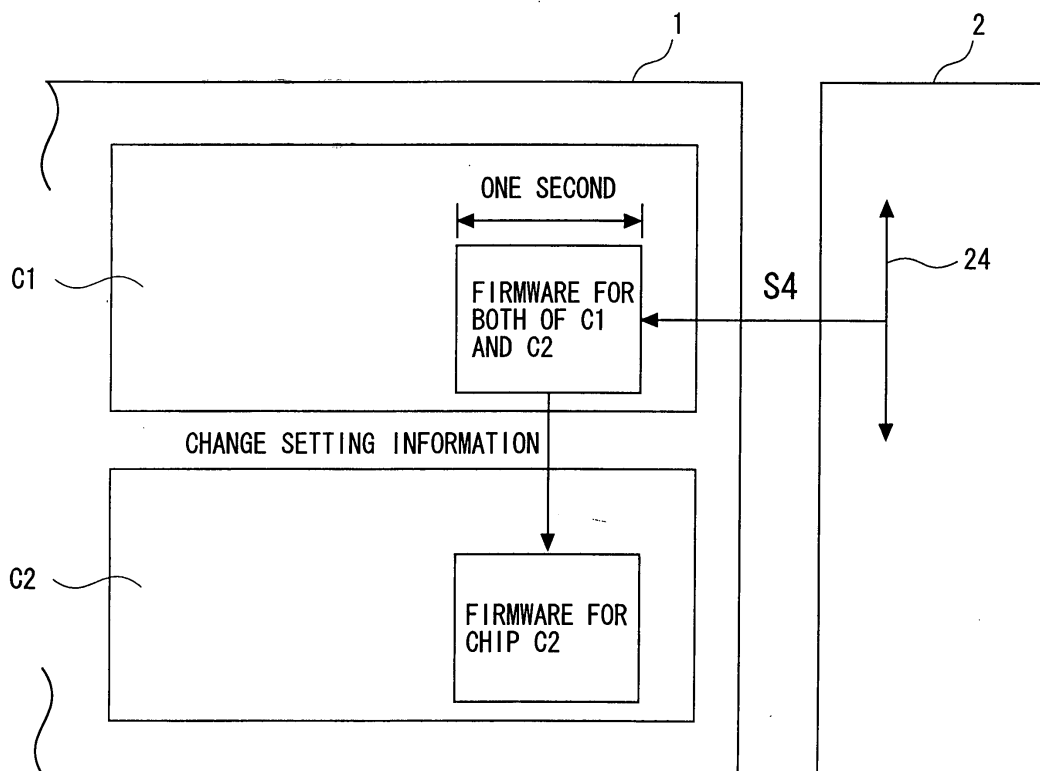 1
2
ONE SECOND
C1
FIRMWARE FOR
BOTH OF C1
AND C2
S4
24
CHANGE SETTING INFORMATION
C2
FIRMWARE FOR
CHIP C2